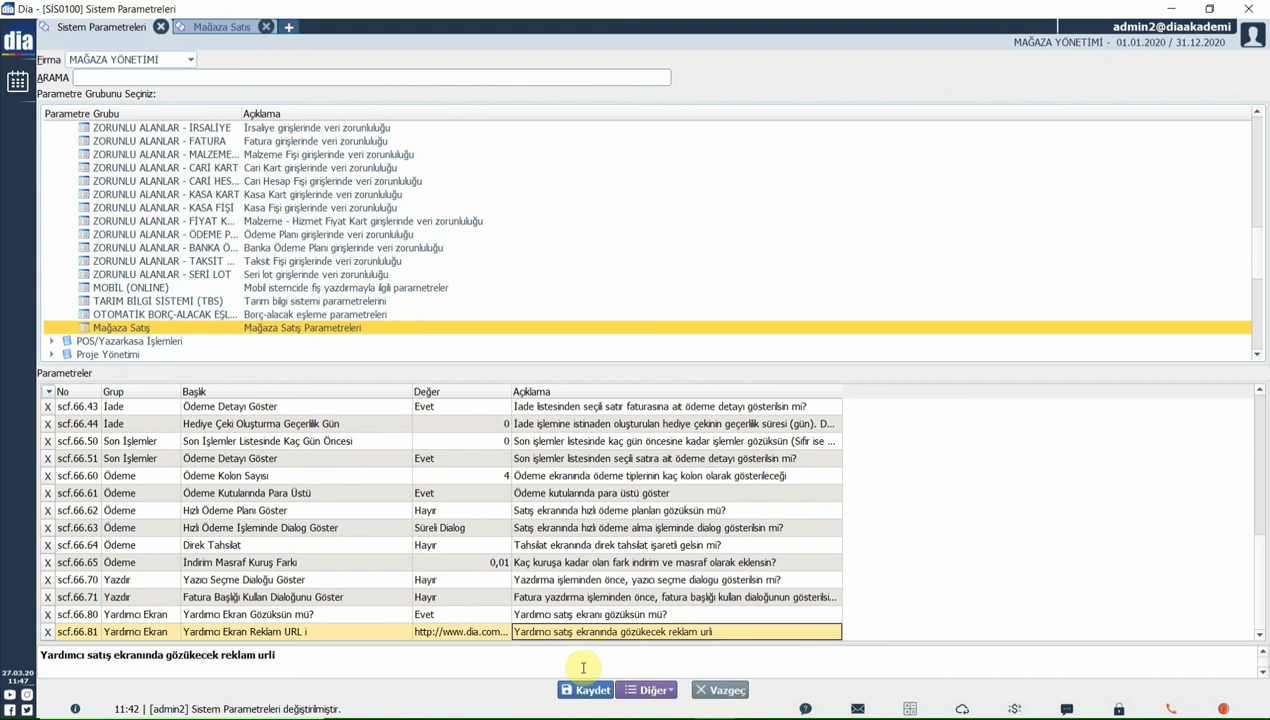 Dia - [SİS0100] Sistem Parametreleri
Sistem Parametreleri Mağaza Satış
admin2@diaakademi
dia
MAĞAZA YÖNETİMİ - 01.01.2020 / 31.12.2020
Firma MAĞAZA YÖNETİMİ
ARAMA
Parametre Grubunu Seçiniz:
Parametre Grubu Açıklama
ZORUNLU ALANLAR - İRSALİYE İrsaliye girişlerinde veri zorunluluğu
ZORUNLU ALANLAR - FATURA Fatura girişlerinde veri zorunluluğu
ZORUNLU ALANLAR - MALZEME... Malzeme Fişi girişlerinde veri zorunluluğu
ZORUNLU ALANLAR - CARİ KART Cari Kart girişlerinde veri zorunluluğu
ZORUNLU ALANLAR - CARİ HES... Cari Hesap Fişi girişlerinde veri zorunluluğu
ZORUNLU ALANLAR - KASA KART Kasa Kart girişlerinde veri zorunluluğu
ZORUNLU ALANLAR - KASA FİŞİ Kasa Fişi girişlerinde veri zorunluluğu
ZORUNLU ALANLAR - FİYAT K... Malzeme - Hizmet Fiyat Kart girişlerinde veri zorunluluğu
ZORUNLU ALANLAR - ÖDEME P... Ödeme Planı girişlerinde veri zorunluluğu
ZORUNLU ALANLAR - BANKA Ö... Banka Ödeme Planı girişlerinde veri zorunluluğu
ZORUNLU ALANLAR - TAKSİT ... Taksit Fişi girişlerinde veri zorunluluğu
ZORUNLU ALANLAR - SERİ LOT Seri lot girişlerinde veri zorunluluğu
MOBİL (ONLINE) Mobil istemcide fiş yazdırmayla ilgili parametreler
TARIM BİLGİ SİSTEMİ (TBS) Tarım bilgi sistemi parametrelerini
OTOMATİK BORÇ-ALACAK EŞL... Borç-alacak eşleme parametreleri
Mağaza Satış Mağaza Satış Parametreleri
POS/Yazarkasa İşlemleri
Proje Yönetimi
Parametreler
No Grup Başlık Değer Açıklama
X scf.66.43 İade Ödeme Detayı Göster Evet İade listesinden seçili satır faturasına ait ödeme detayı gösterilsin mi?
X scf.66.44 İade Hediye Çeki Oluşturma Geçerlilik Gün 0 İade işlemine istinaden oluşturulan hediye çekinin geçerlilik süresi (gün). D...
X scf.66.50 Son İşlemler Son İşlemler Listesinde Kaç Gün Öncesi 0 Son işlemler listesinde kaç gün öncesine kadar işlemler gözüksün (Sıfır ise ...
X scf.66.51 Son İşlemler Ödeme Detayı Göster Evet Son işlemler listesinden seçili satıra ait ödeme detayı gösterilsin mi?
X scf.66.60 Ödeme Ödeme Kolon Sayısı 4 Ödeme ekranında ödeme tiplerinin kaç kolon olarak gösterileceği
X scf.66.61 Ödeme Ödeme Kutularında Para Üstü Evet Ödeme kutularında para üstü göster
X scf.66.62 Ödeme Hızlı Ödeme Planı Göster Hayır Satış ekranında hızlı ödeme planları gözüksün mü?
X scf.66.63 Ödeme Hızlı Ödeme İşleminde Dialog Göster Süreli Dialog Satış ekranında hızlı ödeme alma işleminde dialog gösterilsin mi?
X scf.66.64 Ödeme Direk Tahsilat Hayır Tahsilat ekranında direk tahsilat işaretli gelsin mi?
X scf.66.65 Ödeme İndirim Masraf Kuruş Farkı 0,01 Kaç kuruşa kadar olan fark indirim ve masraf olarak eklensin?
X scf.66.70 Yazdır Yazıcı Seçme Dialoğu Göster Hayır Yazdırma işleminden önce, yazıcı seçme dialogu gösterilsin mi?
X scf.66.71 Yazdır Fatura Başlığı Kullan Dialoğunu Göster Hayır Fatura yazdırma işleminden önce, fatura başlığı kullan dialoğunun gösterilsi...
X scf.66.80 Yardımcı Ekran Yardımcı Ekran Gözüksün mü? Evet Yardımcı satış ekranı gözüksün mü?
X scf.66.81 Yardımcı Ekran Yardımcı Ekran Reklam URL i http://www.dia.com... Yardımcı satış ekranında gözükecek reklam urli
Yardımcı satış ekranında gözükecek reklam urli
Kaydet Diğer Vazgeç
27.03.20
11:47
11:42 | [admin2] Sistem Parametreleri değiştirilmiştir.